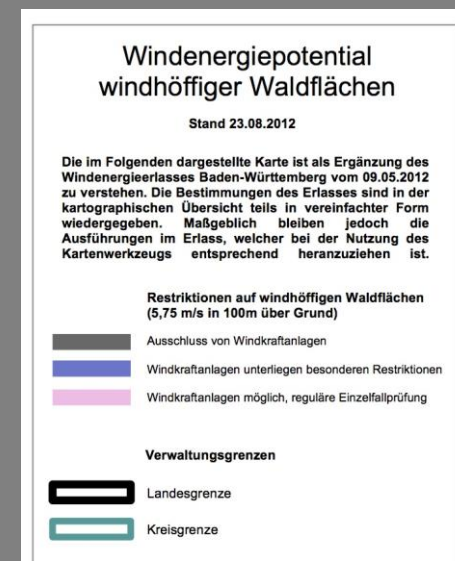 Windenergiepotential
windhöffiger Waldflächen
Stand 23.08.2012
Die im Folgenden dargestellte Karte ist als Ergänzung des
Windenergieerlasses Baden-Württemberg vom 09.05.2012
zu verstehen. Die Bestimmungen des Erlasses sind in der
kartographischen Übersicht teils in vereinfachter Form
wiedergegeben. Maßgeblich bleiben jedoch die
Ausführungen im Erlass, welcher bei der Nutzung des
Kartenwerkzeugs entsprechend heranzuziehen ist.
Restriktionen auf windhöffigen Waldflächen
(5,75 m/s in 100m über Grund)
Ausschluss von Windkraftanlagen
Windkraftanlagen unterliegen besonderen Restriktionen
Windkraftanlagen möglich, reguläre Einzelfallprüfung
Verwaltungsgrenzen
Landesgrenze
Kreisgrenze